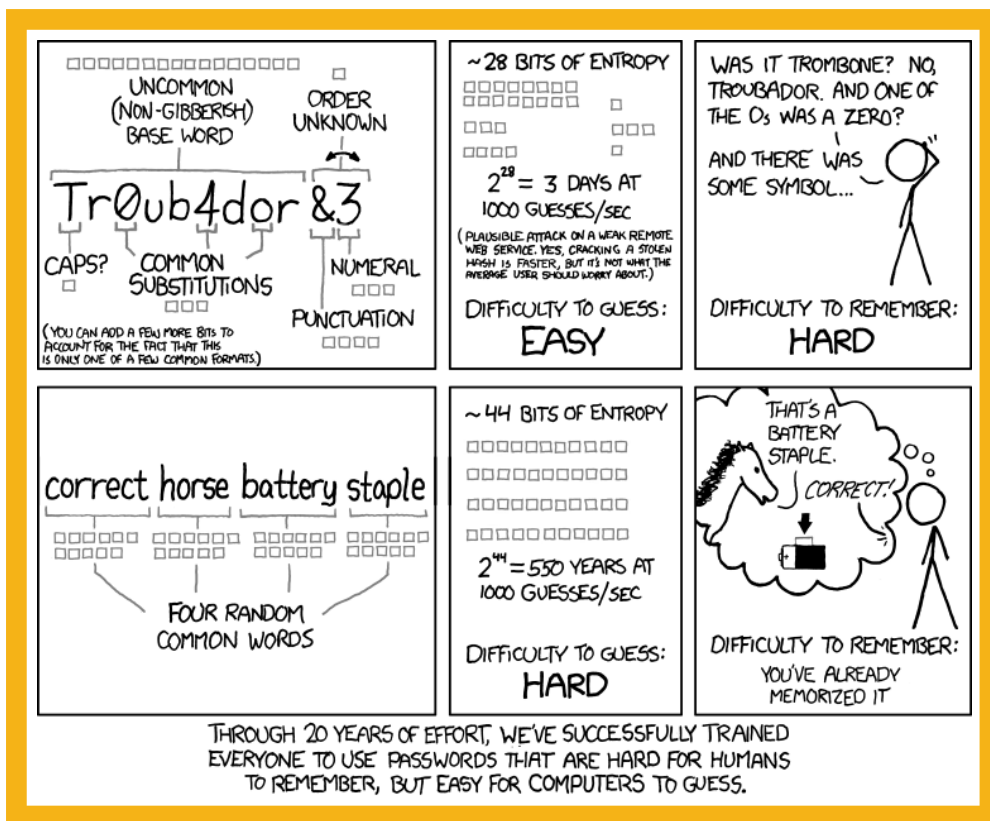 UNCOMMON
(NON-GIBBERISH)
BASE WORD
ORDER
UNKNOWN
Tr0ub4dor &3
CAPS?
COMMON
SUBSTITUTIONS
NUMERAL
PUNCTUATION
(YOU CAN ADD A FEW MORE BITS TO
ACCOUNT FOR THE FACT THAT THIS
IS ONLY ONE OF A FEW COMMON FORMATS.)
~28 BITS OF ENTROPY
2^28 = 3 DAYS AT
1000 GUESSES/SEC
(PLAUSIBLE ATTACK ON A WEAK REMOTE
WEB SERVICE. YES, CRACKING A STOLEN
HASH IS FASTER, BUT IT'S NOT WHAT THE
AVERAGE USER SHOULD WORRY ABOUT.)
DIFFICULTY TO GUESS:
EASY
WAS IT TROMBONE? NO,
TROUBADOR. AND ONE OF
THE Os WAS A ZERO?
AND THERE WAS
SOME SYMBOL...
DIFFICULTY TO REMEMBER:
HARD
correct horse battery staple
FOUR RANDOM
COMMON WORDS
~44 BITS OF ENTROPY
2^44 = 550 YEARS AT
1000 GUESSES/SEC
DIFFICULTY TO GUESS:
HARD
THAT'S A
BATTERY
STAPLE.
CORRECT!
+
DIFFICULTY TO REMEMBER:
YOU'VE ALREADY
MEMORIZED IT
THROUGH 20 YEARS OF EFFORT, WE'VE SUCCESSFULLY TRAINED
EVERYONE TO USE PASSWORDS THAT ARE HARD FOR HUMANS
TO REMEMBER, BUT EASY FOR COMPUTERS TO GUESS.